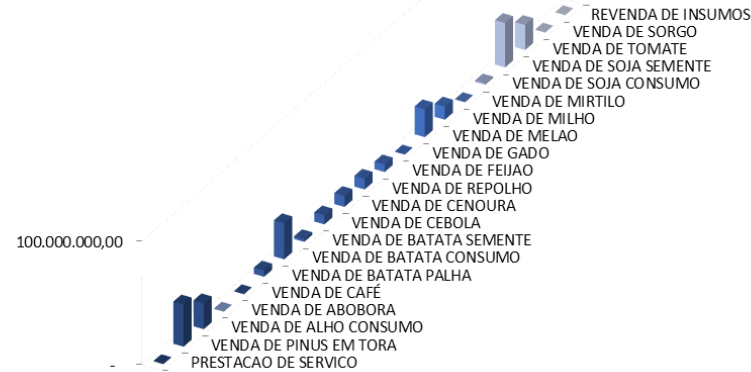 REVENDA DE INSUMOS
VENDA DE SORGO
VENDA DE TOMATE
VENDA DE SOJA SEMENTE
VENDA DE SOJA CONSUMO
VENDA DE MIRTILO
VENDA DE MILHO
VENDA DE MELAO
VENDA DE GADO
VENDA DE FEIJAO
VENDA DE REPOLHO
VENDA DE CENOURA
VENDA DE CEBOLA
VENDA DE BATATA SEMENTE
100.000.000,00
VENDA DE BATATA CONSUMO
VENDA DE BATATA PALHA
VENDA DE CAFÉ
VENDA DE ABOBORA
VENDA DE ALHO CONSUMO
VENDA DE PINUS EM TORA
-
PRESTACAO DE SERVICO